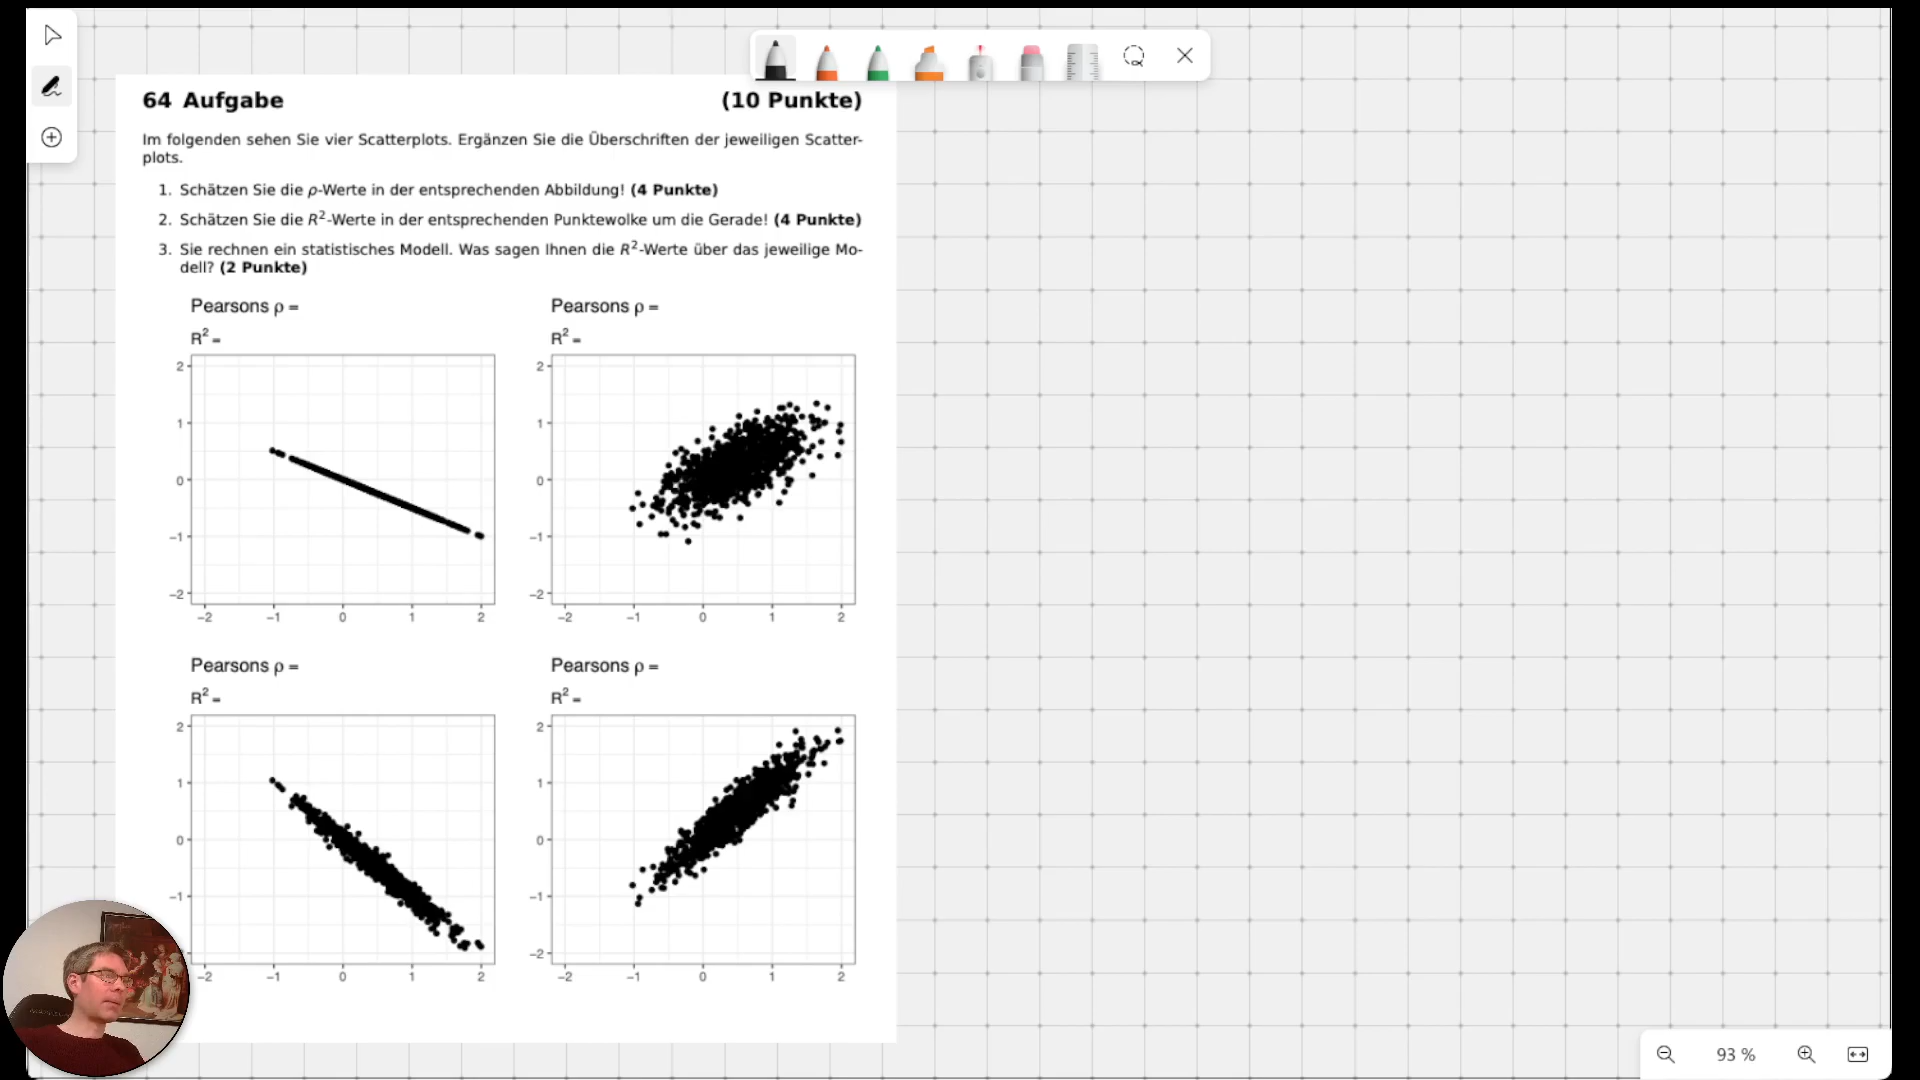 64 Aufgabe (10 Punkte)
Im folgenden sehen Sie vier Scatterplots. Ergänzen Sie die Überschriften der jeweiligen Scatter-
plots.
1. Schätzen Sie die ρ-Werte in der entsprechenden Abbildung! (4 Punkte)
2. Schätzen Sie die R²-Werte in der entsprechenden Punktewolke um die Gerade! (4 Punkte)
3. Sie rechnen ein statistisches Modell. Was sagen Ihnen die R²-Werte über das jeweilige Mo-
dell? (2 Punkte)
Pearsons ρ =
R² =
2
1
0
−1
−2
−2 −1 0 1 2
Pearsons ρ =
R² =
2
1
0
−1
−2
−2 −1 0 1 2
Pearsons ρ =
R² =
2
1
0
−1
−2 −1 0 1 2
Pearsons ρ =
R² =
2
1
0
−1
−2
−2 −1 0 1 2
93 %